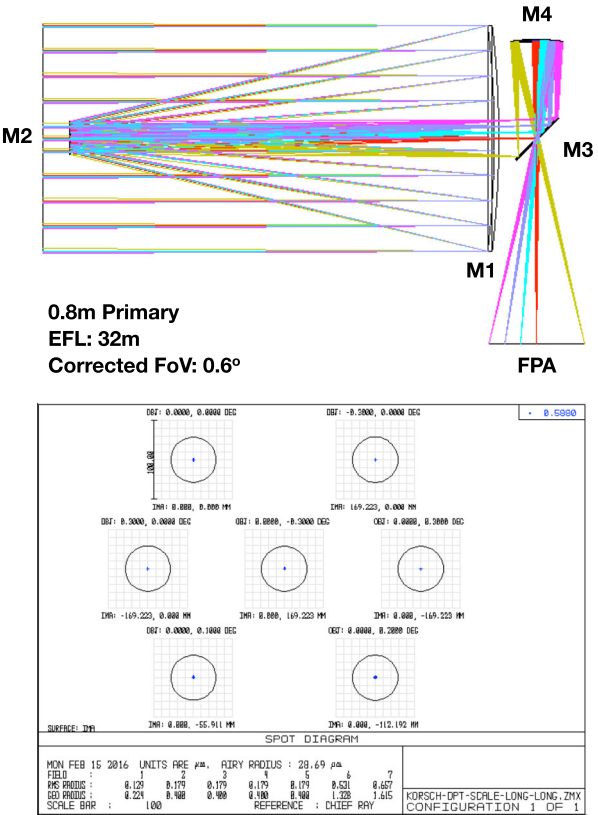 M4
M2
M3
M1
0.8m Primary
EFL: 32m
Corrected FoV: 0.6º
FPA
0.5880
OBJ: 0.0000, 0.0000 DEG
OBJ: -0.3000, 0.0000 DEG
100.00
IMA: 0.000, 0.000 MM
IMA: 169.223, 0.000 MM
OBJ: 0.3000, 0.0000 DEG
OBJ: 0.0000, -0.3000 DEG
OBJ: 0.0000, 0.3000 DEG
IMA: -169.223, 0.000 MM
IMA: 0.000, 169.223 MM
IMA: 0.000, -169.223 MM
OBJ: 0.0000, 0.1000 DEG
OBJ: 0.0000, 0.2000 DEG
IMA: 0.000, -55.911 MM
IMA: 0.000, -112.192 MM
SURFACE: IMA
SPOT DIAGRAM
MON FEB 15 2016 UNITS ARE µm. AIRY RADIUS : 28.69 µm
FIELD : 1 2 3 4 5 6 7
RMS RADIUS : 0.129 0.179 0.179 0.179 0.179 0.531 0.657
GEO RADIUS : 0.224 0.400 0.400 0.400 0.400 1.328 1.615
SCALE BAR : 100 REFERENCE : CHIEF RAY
KORSCH-OPT-SCALE-LONG-LONG.ZMX
CONFIGURATION 1 OF 1